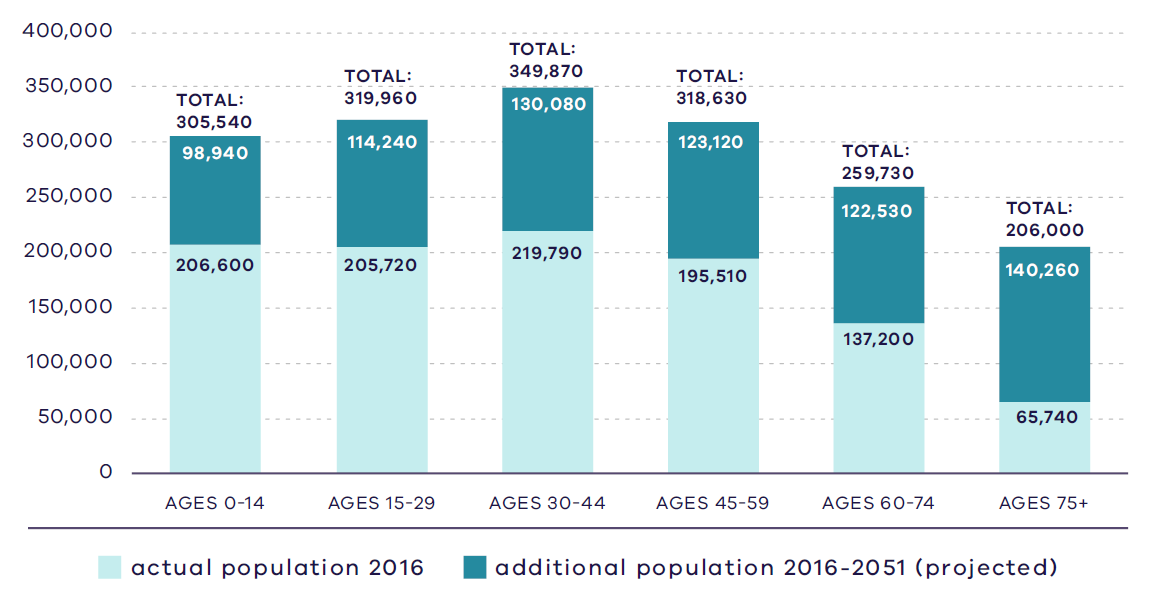 400,000
350,000
300,000
250,000
200,000
150,000
100,000
50,000
0
TOTAL:
305,540
98,940
206,600
TOTAL:
319,960
114,240
205,720
TOTAL:
349,870
130,080
219,790
TOTAL:
318,630
123,120
195,510
TOTAL:
259,730
122,530
137,200
TOTAL:
206,000
140,260
65,740
AGES 0-14
AGES 15-29
AGES 30-44
AGES 45-59
AGES 60-74
AGES 75+
actual population 2016
additional population 2016-2051 (projected)